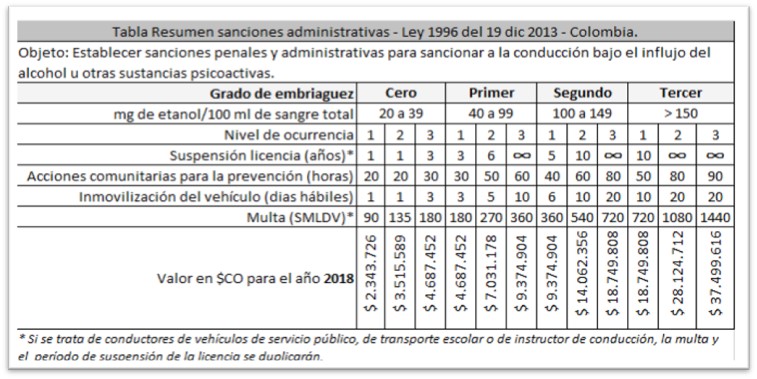 Tabla Resumen sanciones administrativas - Ley 1996 del 19 dic 2013 - Colombia.
Objeto: Establecer sanciones penales y administrativas para sancionar a la conducción bajo el influjo del
alcohol u otras sustancias psicoactivas.
Grado de embriaguez Cero Primer Segundo Tercer
mg de etanol/100 ml de sangre total 20 a 39 40 a 99 100 a 149 > 150
Nivel de ocurrencia 1 2 3 1 2 3 1 2 3 1 2 3
Suspensión licencia (años)* 1 1 3 3 6 ∞ 5 10 ∞ 10 ∞ ∞
Acciones comunitarias para la prevención (horas) 20 20 30 30 50 60 40 60 80 50 80 90
Inmovilización del vehículo (dias hábiles) 1 1 3 3 5 10 6 10 20 10 20 20
Multa (SMLDV)* 90 135 180 180 270 360 360 540 720 720 1080 1440
Valor en $CO para el año 2018 $ 2.343.726 $ 3.515.589 $ 4.687.452 $ 4.687.452 $ 7.031.178 $ 9.374.904 $ 9.374.904 $ 14.062.356 $ 18.749.808 $ 18.749.808 $ 28.124.712 $ 37.499.616
* Si se trata de conductores de vehículos de servicio público, de transporte escolar o de instructor de conducción, la multa y
el período de suspensión de la licencia se duplicarán.